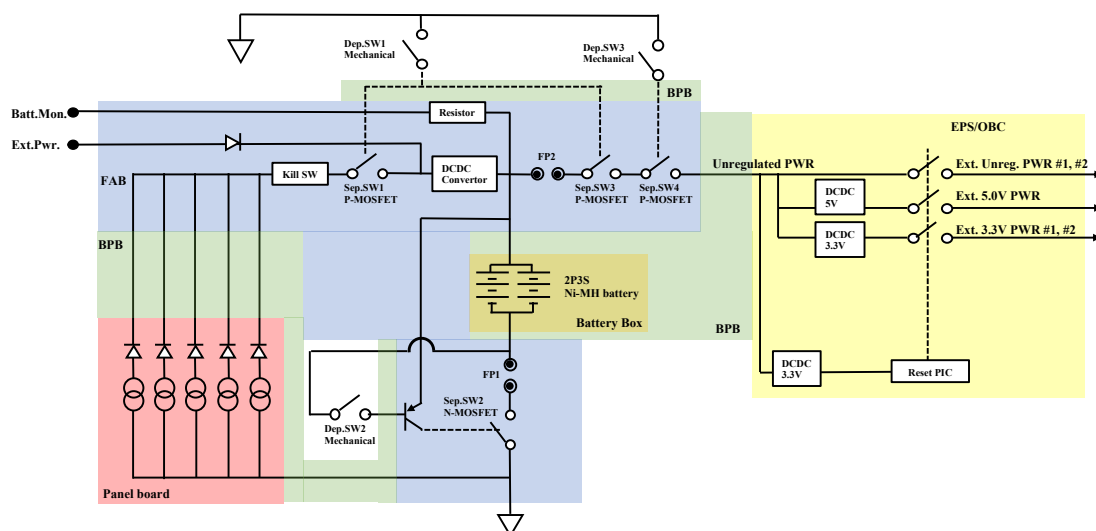 Dep.SW1
Mechanical
Dep.SW3
Mechanical
BPB
Batt.Mon.
Resistor
EPS/OBC
Ext.Pwr.
FP2
Unregulated PWR
Ext. Unreg. PWR #1, #2
FAB
Kill SW
DCDC
Convertor
Sep.SW1
P-MOSFET
Sep.SW3
P-MOSFET
Sep.SW4
P-MOSFET
DCDC
5V
Ext. 5.0V PWR
DCDC
3.3V
Ext. 3.3V PWR #1, #2
BPB
2P3S
Ni-MH battery
Battery Box
BPB
FP1
DCDC
3.3V
Reset PIC
Sep.SW2
N-MOSFET
Dep.SW2
Mechanical
Panel board